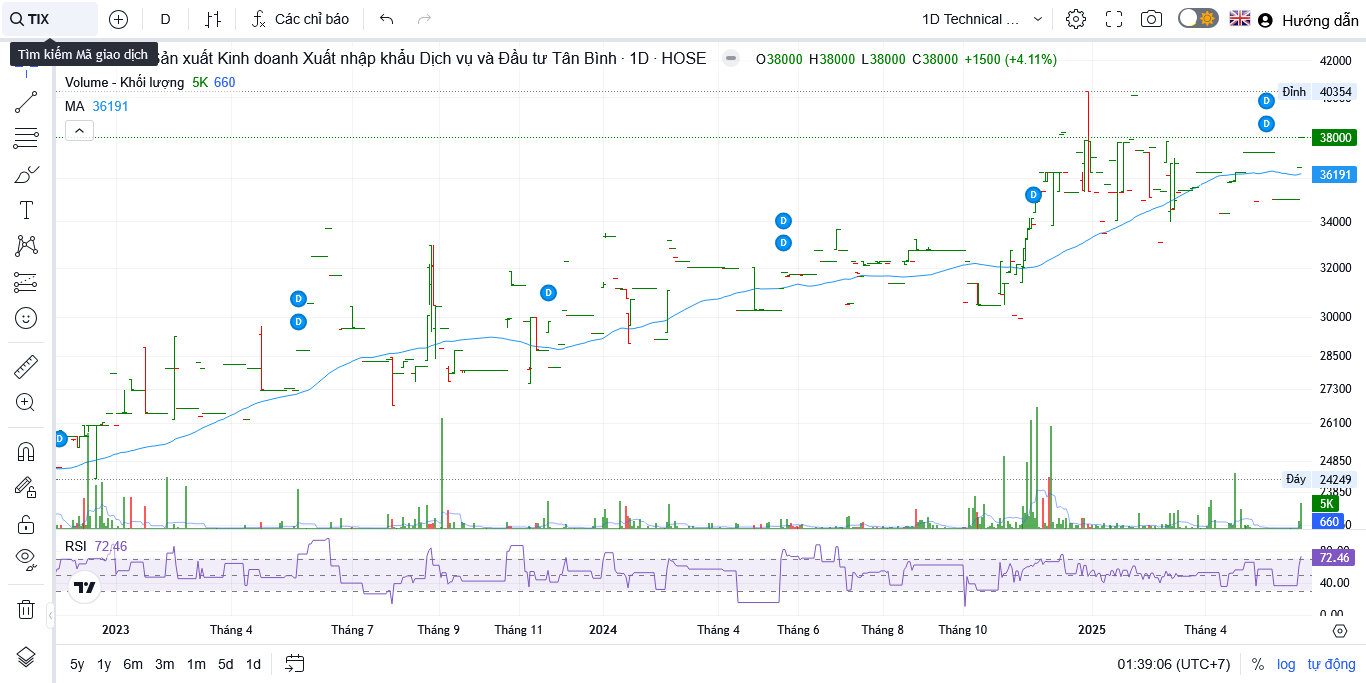 TIX D Các chỉ báo 1D Technical ... Hướng dẫn
Tìm kiếm Mã giao dịch
Sản xuất Kinh doanh Xuất nhập khẩu Dịch vụ và Đầu tư Tân Bình · 1D · HOSE O38000 H38000 L38000 C38000 +1500 (+4.11%)
Volume - Khối lượng 5K 660
MA 36191
42000
Đỉnh 40354
D
D
38000
36191
D
34000
D
D
32000
D
D
D
30000
28500
27300
26100
D
24850
Đáy 24249
23850
5K
660
RSI 72.46
72.46
40.00
0.00
2023 Tháng 4 Tháng 7 Tháng 9 Tháng 11 2024 Tháng 4 Tháng 6 Tháng 8 Tháng 10 2025 Tháng 4
5y 1y 6m 3m 1m 5d 1d 01:39:06 (UTC+7) % log tự động